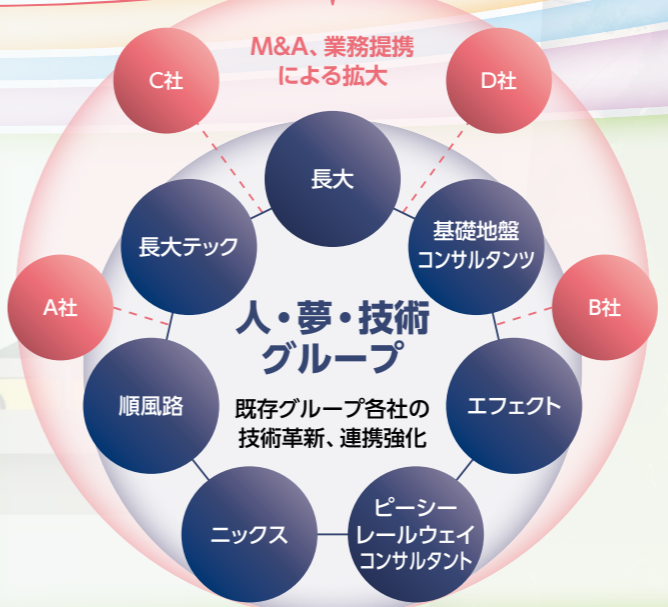 M&A、業務提携
による拡大
C社
D社
長大
長大テック
基礎地盤
コンサルタンツ
A社
B社
人・夢・技術
グループ
既存グループ各社の
技術革新、連携強化
順風路
エフェクト
ニックス
ピーシー
レールウェイ
コンサルタント